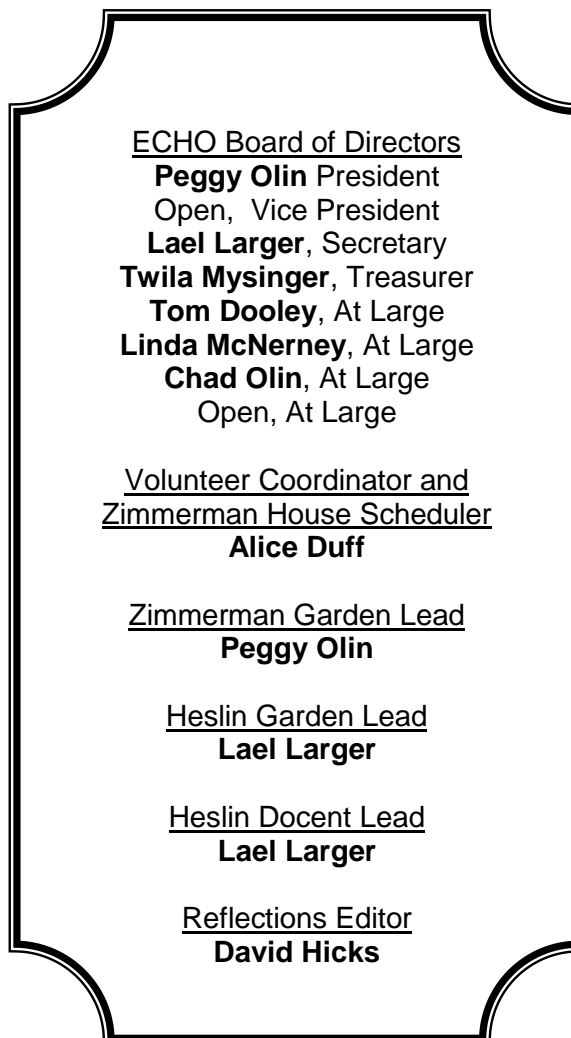 ECHO Board of Directors
Peggy Olin President
Open, Vice President
Lael Larger, Secretary
Twila Mysinger, Treasurer
Tom Dooley, At Large
Linda McNerney, At Large
Chad Olin, At Large
Open, At Large
Volunteer Coordinator and
Zimmerman House Scheduler
Alice Duff
Zimmerman Garden Lead
Peggy Olin
Heslin Garden Lead
Lael Larger
Heslin Docent Lead
Lael Larger
Reflections Editor
David Hicks